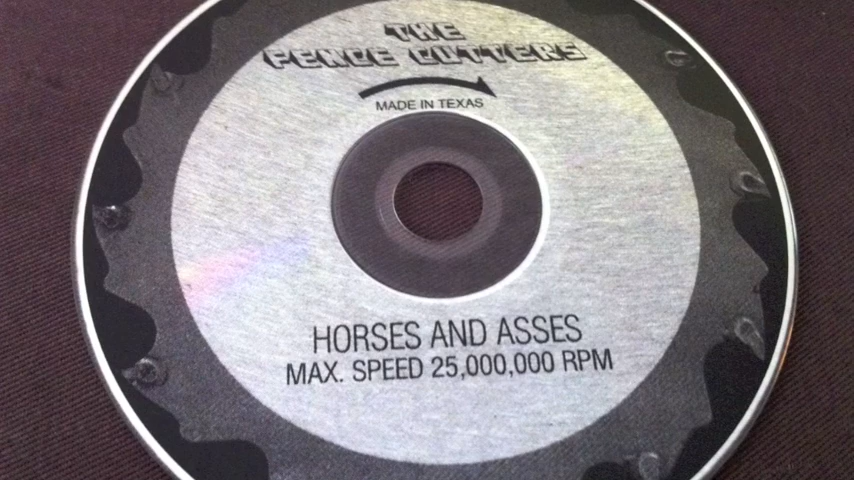 THE
FENCE CUTTERS
MADE IN TEXAS
HORSES AND ASSES
MAX. SPEED 25,000,000 RPM